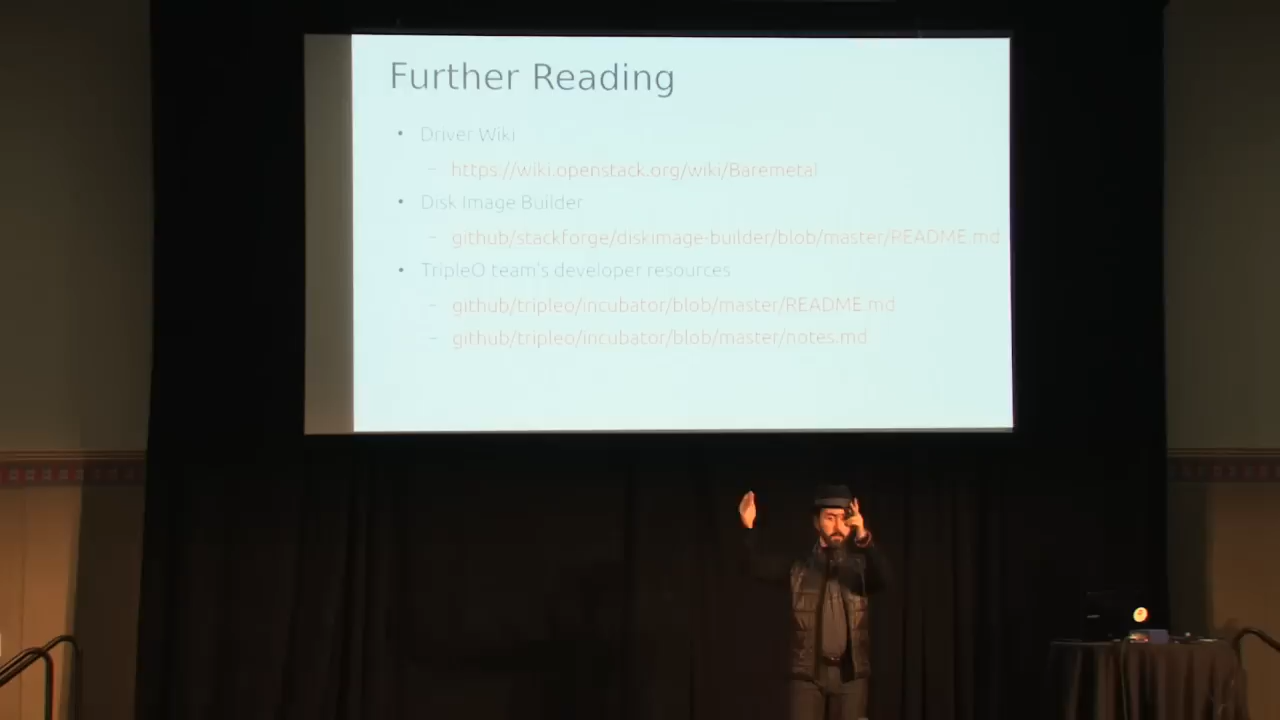 Further Reading
• Driver Wiki
– https://wiki.openstack.org/wiki/Baremetal
• Disk Image Builder
– github/stackforge/diskimage-builder/blob/master/README.md
• TripleO team's developer resources
– github/tripleo/incubator/blob/master/README.md
– github/tripleo/incubator/blob/master/notes.md